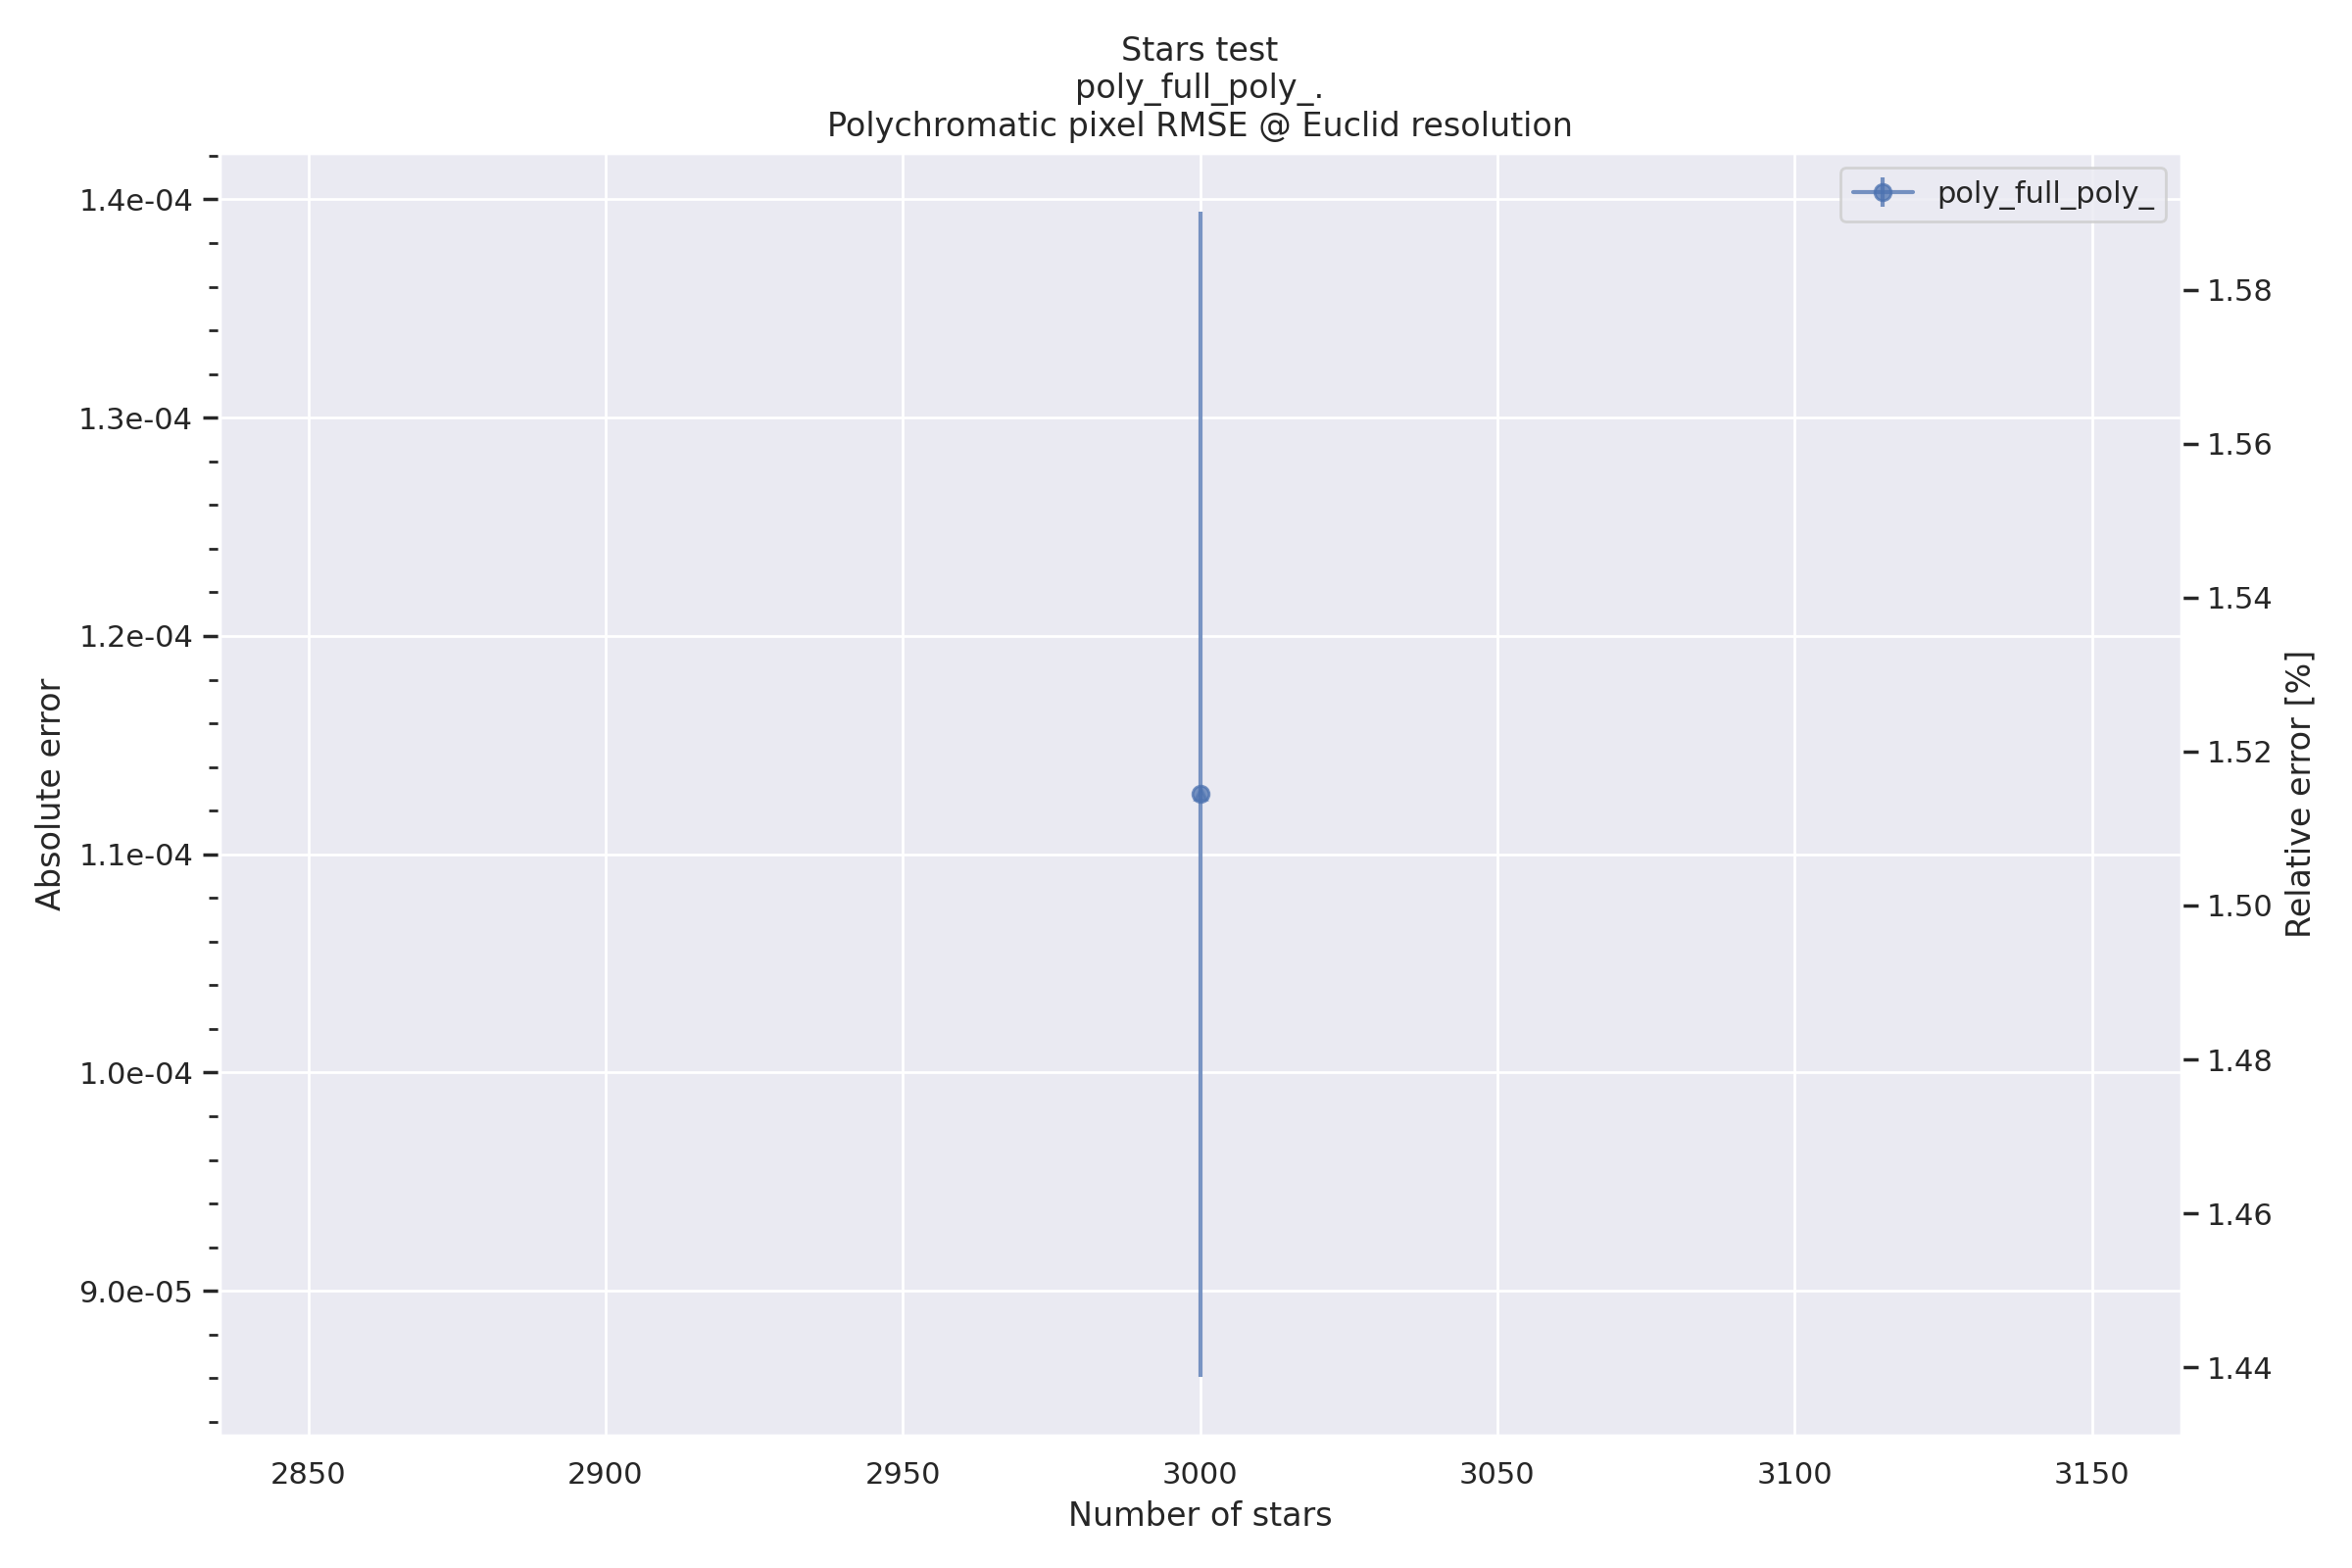 Stars test
poly_full_poly_.
Polychromatic pixel RMSE @ Euclid resolution
poly_full_poly_
1.4e-04
1.3e-04
1.2e-04
1.1e-04
1.0e-04
9.0e-05
Absolute error
1.58
1.56
1.54
1.52
1.50
1.48
1.46
1.44
Relative error [%]
2850 2900 2950 3000 3050 3100 3150
Number of stars